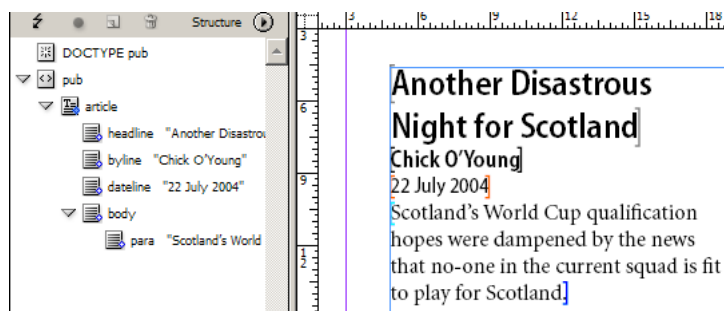 Structure
DOCTYPE pub
pub
article
headline "Another Disastrou
byline "Chick O'Young"
dateline "22 July 2004"
body
para "Scotland's World
3 6 9 12 15 18
3
6
9
1
2
Another Disastrous
Night for Scotland
Chick O'Young
22 July 2004
Scotland's World Cup qualification
hopes were dampened by the news
that no-one in the current squad is fit
to play for Scotland.